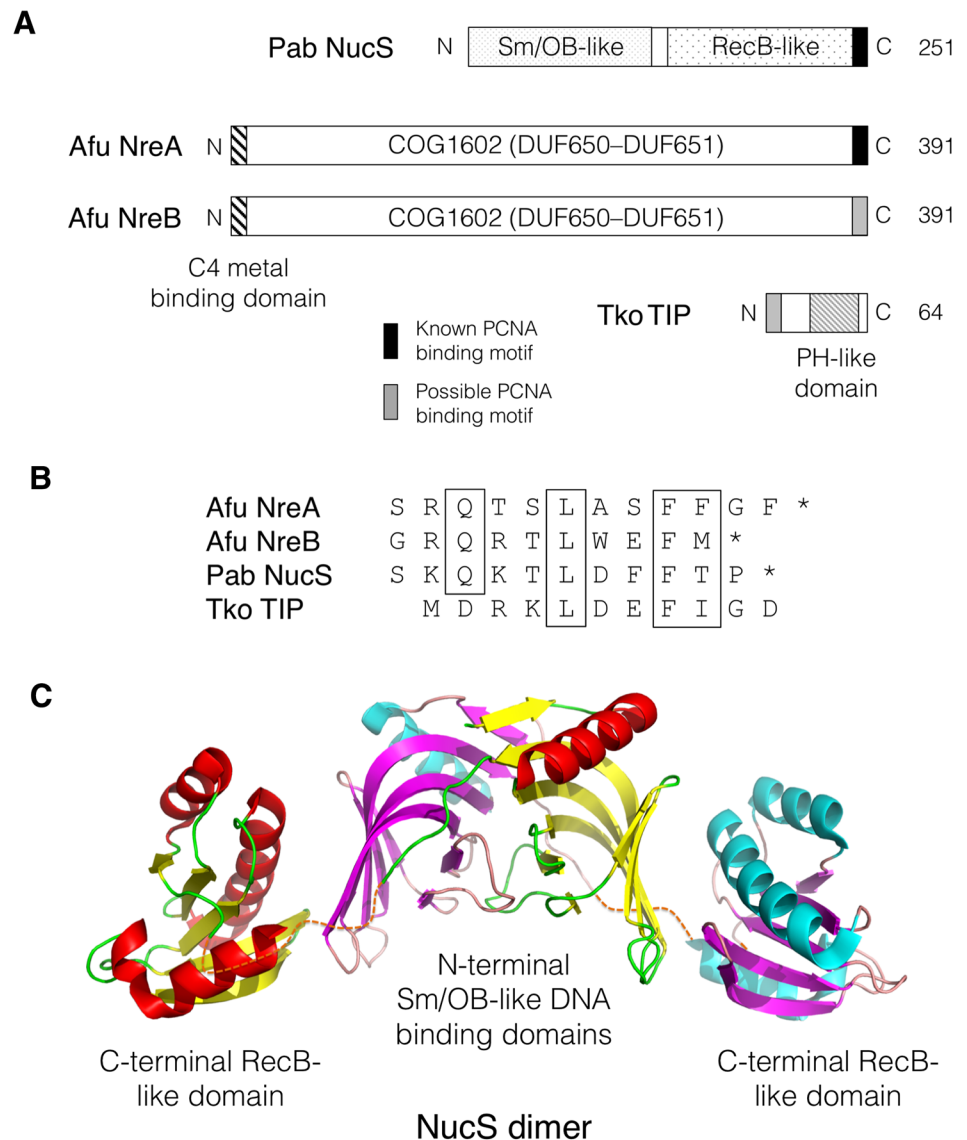 A
Pab NucS N Sm/OB-like RecB-like C 251
Afu NreA N COG1602 (DUF650–DUF651) C 391
Afu NreB N COG1602 (DUF650–DUF651) C 391
C4 metal
binding domain
Tko TIP N C 64
PH-like
domain
Known PCNA
binding motif
Possible PCNA
binding motif
B
Afu NreA S R Q T S L A S F F G F *
Afu NreB G R Q R T L W E F M *
Pab NucS S K Q K T L D F F T P *
Tko TIP M D R K L D E F I G D
C
N-terminal
Sm/OB-like DNA
binding domains
C-terminal RecB-
like domain
C-terminal RecB-
like domain
NucS dimer